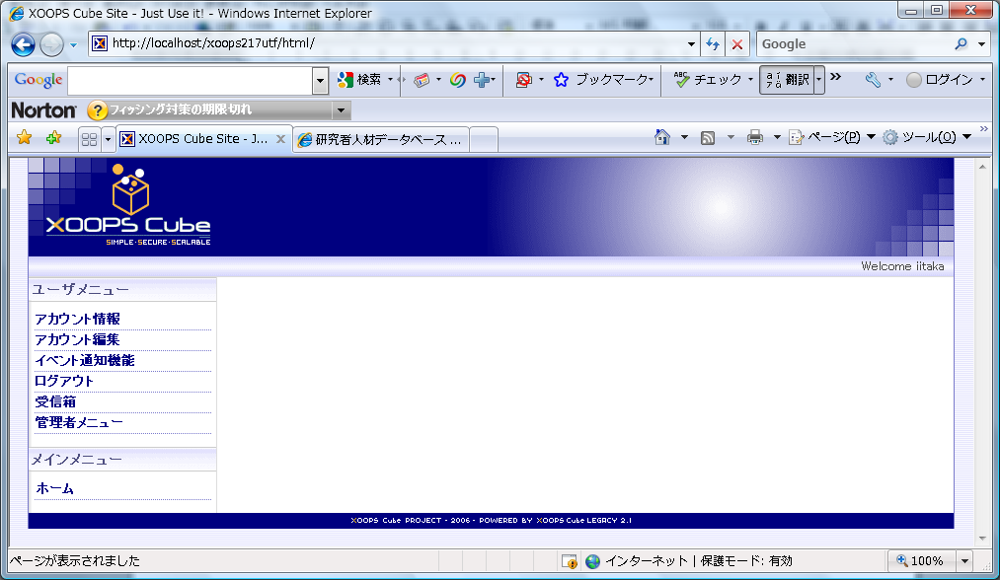 XOOPS Cube Site - Just Use it! - Windows Internet Explorer
http://localhost/xoops217utf/html/
Google
Google 検索 ブックマーク ABC チェック 翻訳 » ログイン
Norton フィッシング対策の期限切れ
XOOPS Cube Site - J... 研究者人材データベース ... ページ(P) ツール(O) »
XOOPS Cube
SIMPLE·SECURE·SCALABLE
Welcome iitaka
ユーザメニュー
アカウント情報
アカウント編集
イベント通知機能
ログアウト
受信箱
管理者メニュー
メインメニュー
ホーム
XOOPS Cube PROJECT - 2006 - POWERED BY XOOPS Cube LEGACY 2.1
ページが表示されました インターネット | 保護モード: 有効 100%